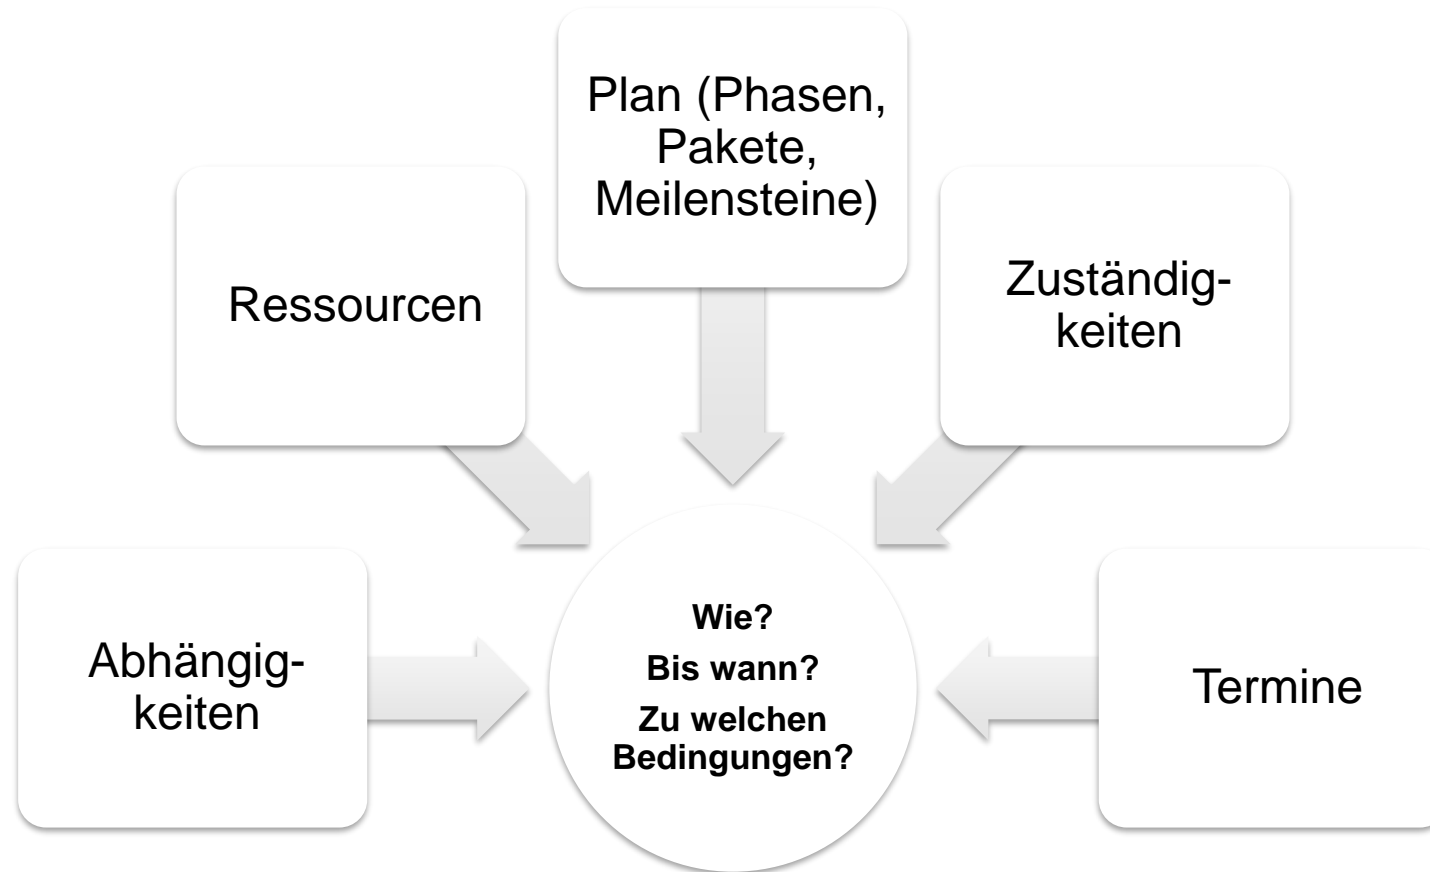 Plan (Phasen,
Pakete,
Meilensteine)
Ressourcen
Zuständig-
keiten
Abhängig-
keiten
Wie?
Bis wann?
Zu welchen
Bedingungen?
Termine